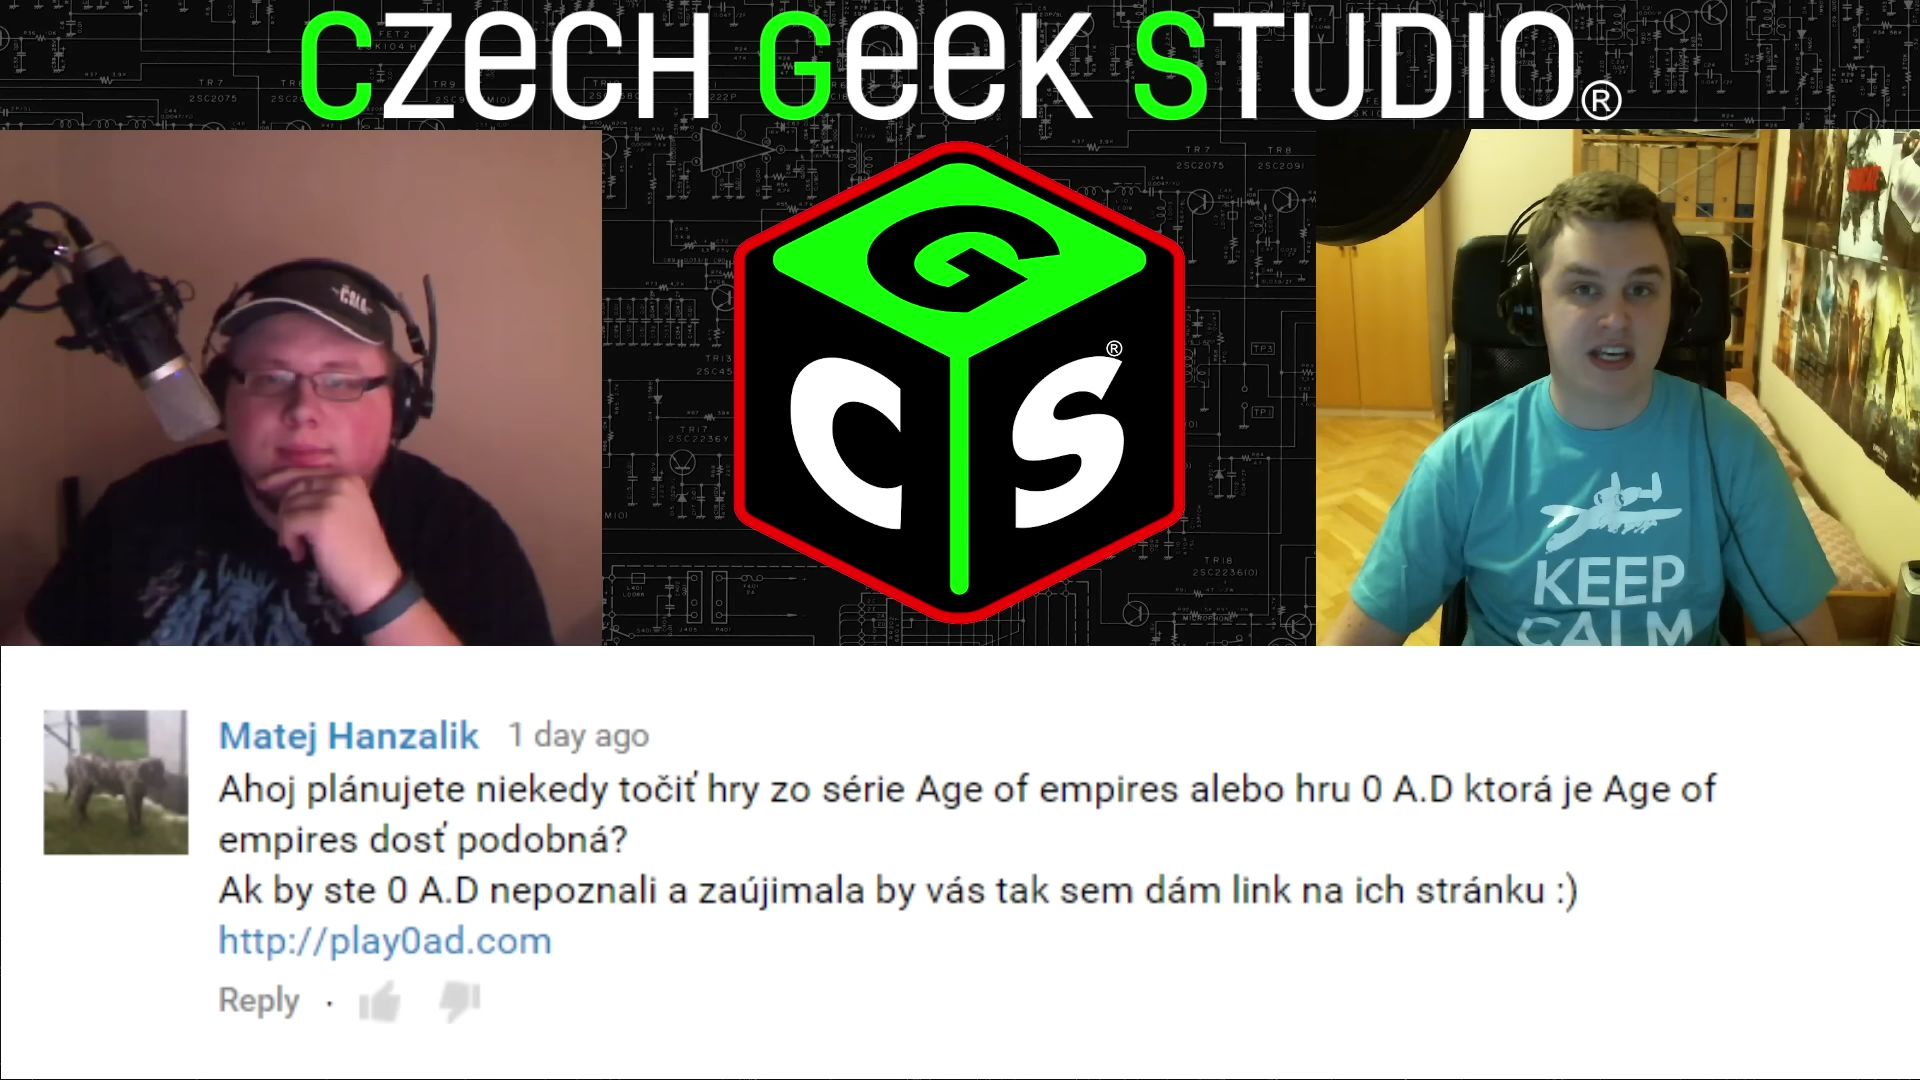 CZECH GEEK STUDIO®
G
C S ®
KEEP
CALM
Matej Hanzalik 1 day ago
Ahoj plánujete niekedy točiť hry zo série Age of empires alebo hru 0 A.D ktorá je Age of
empires dosť podobná?
Ak by ste 0 A.D nepoznali a zaújimala by vás tak sem dám link na ich stránku :)
http://play0ad.com
Reply ·